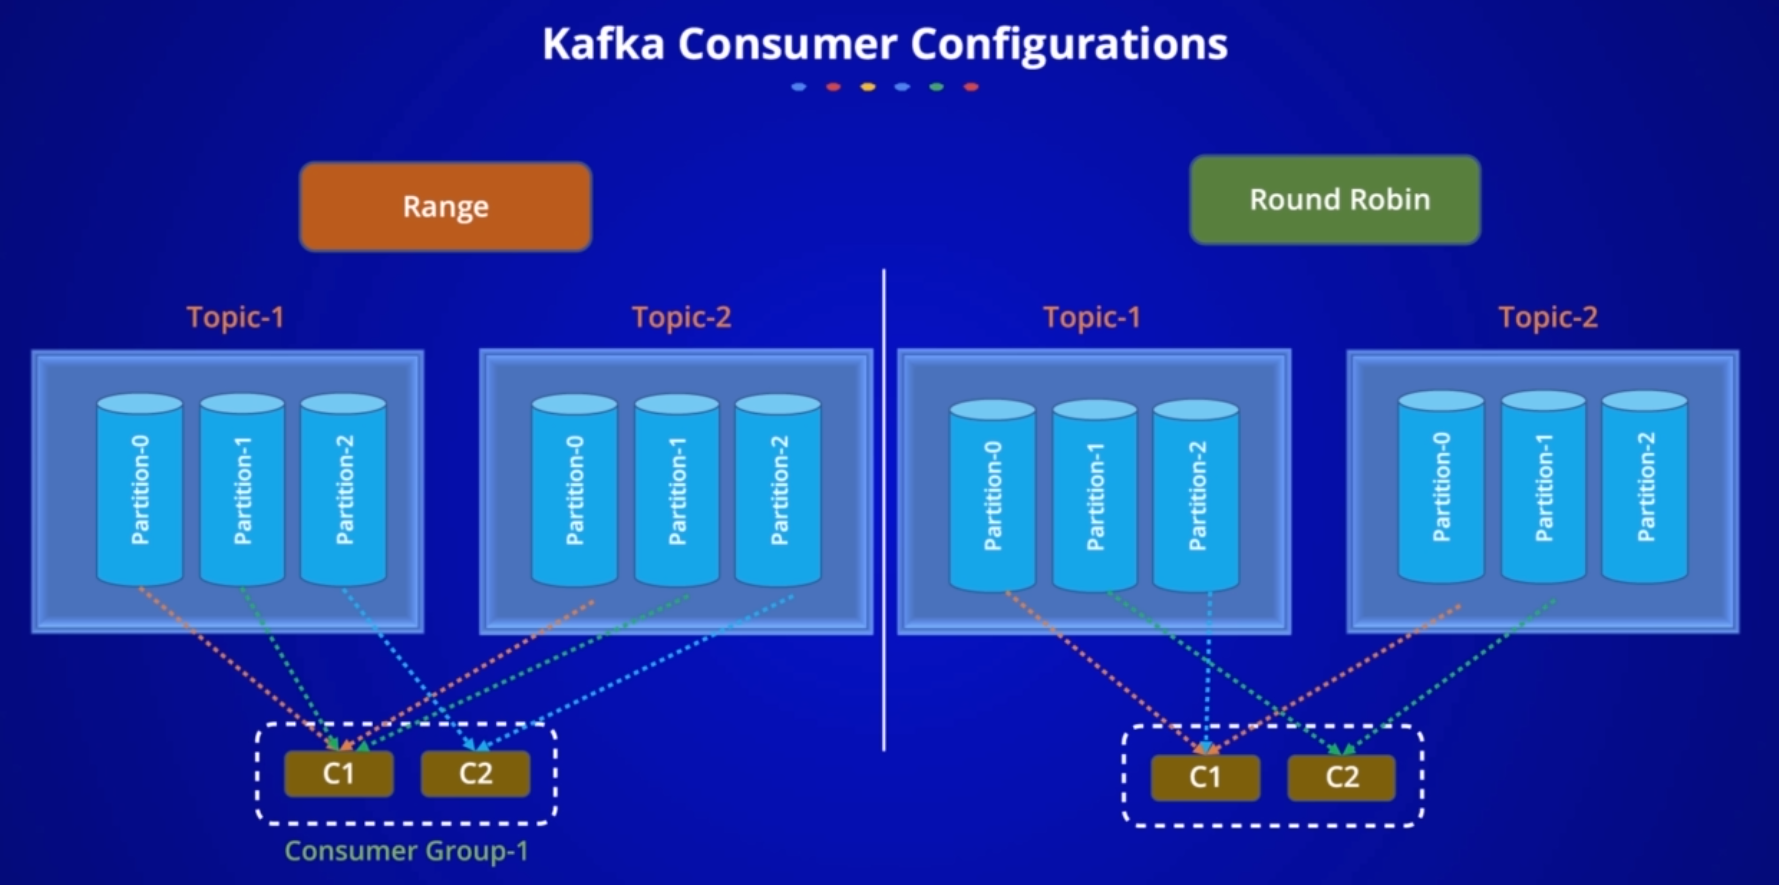 Kafka Consumer Configurations
Range
Round Robin
Topic-1
Topic-2
Topic-1
Topic-2
Partition-0
Partition-1
Partition-2
Partition-0
Partition-1
Partition-2
Partition-0
Partition-1
Partition-2
Partition-0
Partition-1
Partition-2
C1
C2
C1
C2
Consumer Group-1